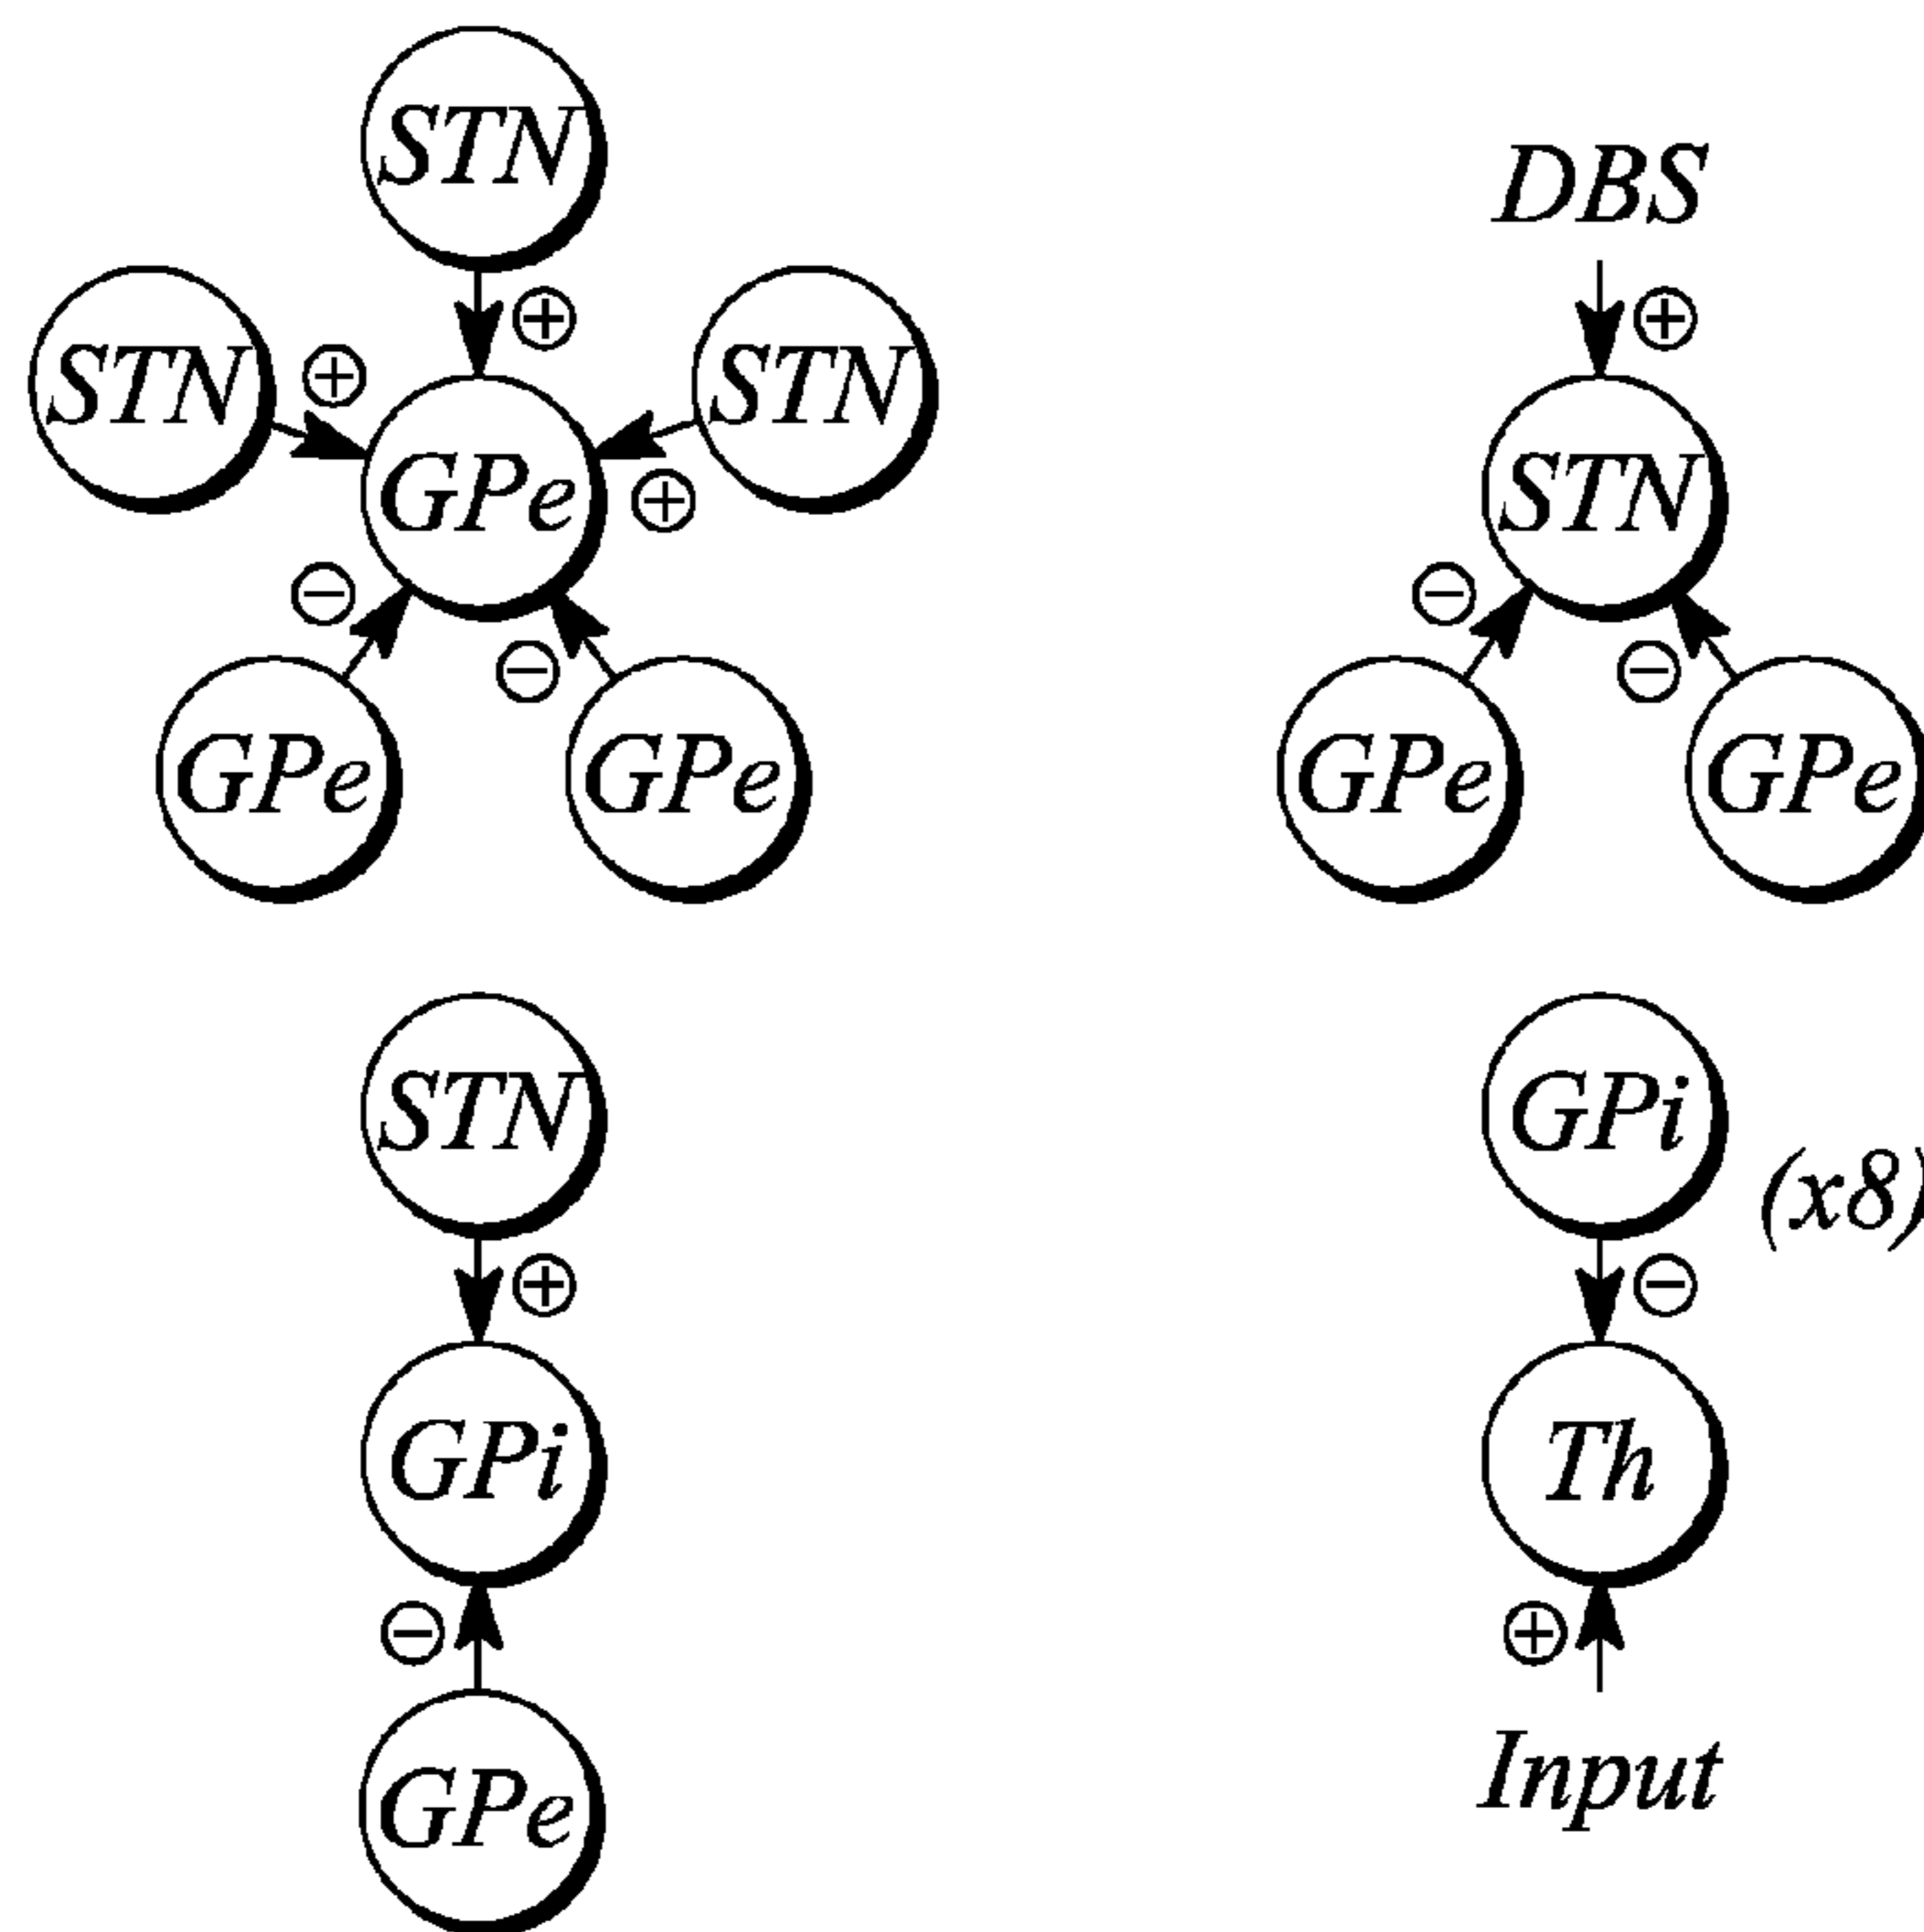 STN
STN
⊕
⊕
STN
GPe
⊕
⊖
⊖
GPe
GPe
DBS
⊕
STN
⊖
⊖
GPe
GPe
STN
⊕
GPi
⊖
GPe
GPi
(x8)
⊖
Th
⊕
Input